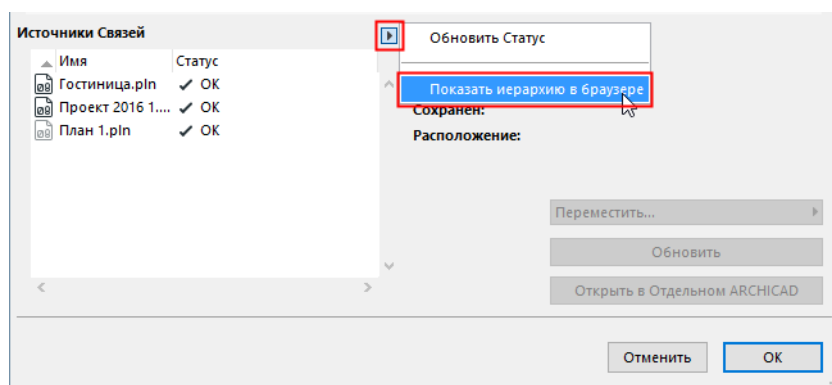 Источники Связей
Обновить Статус
Имя Статус
Гостиница.pln OK
Показать иерархию в браузере
Проект 2016 1.... OK
Сохранен:
План 1.pln OK
Расположение:
Переместить...
Обновить
Открыть в Отдельном ARCHICAD
Отменить OK